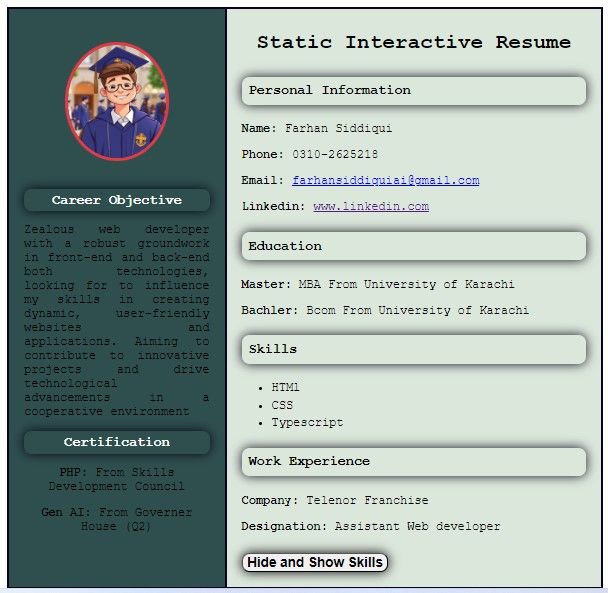 Career Objective
Zealous web developer
with a robust groundwork
in front-end and back-end
both technologies,
looking for to influence
my skills in creating
dynamic, user-friendly
websites and
applications. Aiming to
contribute to innovative
projects and drive
technological
advancements in a
cooperative environment
Certification
PHP: From Skills
Development Council
Gen AI: From Governer
House (Q2)
Static Interactive Resume
Personal Information
Name: Farhan Siddiqui
Phone: 0310-2625218
Email: farhansiddiquiai@gmail.com
Linkedin: www.linkedin.com
Education
Master: MBA From University of Karachi
Bachler: Bcom From University of Karachi
Skills
• HTMl
• CSS
• Typescript
Work Experience
Company: Telenor Franchise
Designation: Assistant Web developer
Hide and Show Skills